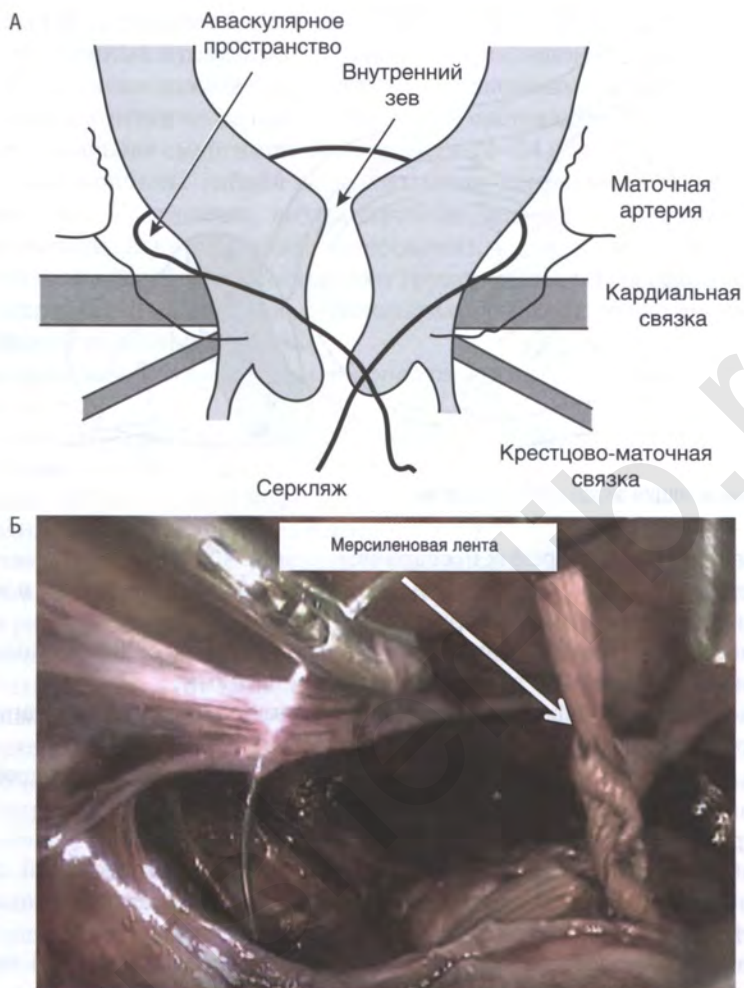 А
Аваскулярное
пространство
Внутренний
зев
Маточная
артерия
Кардиальная
связка
Крестцово-маточная
связка
Серкляж
Б
Мерсиленовая лента